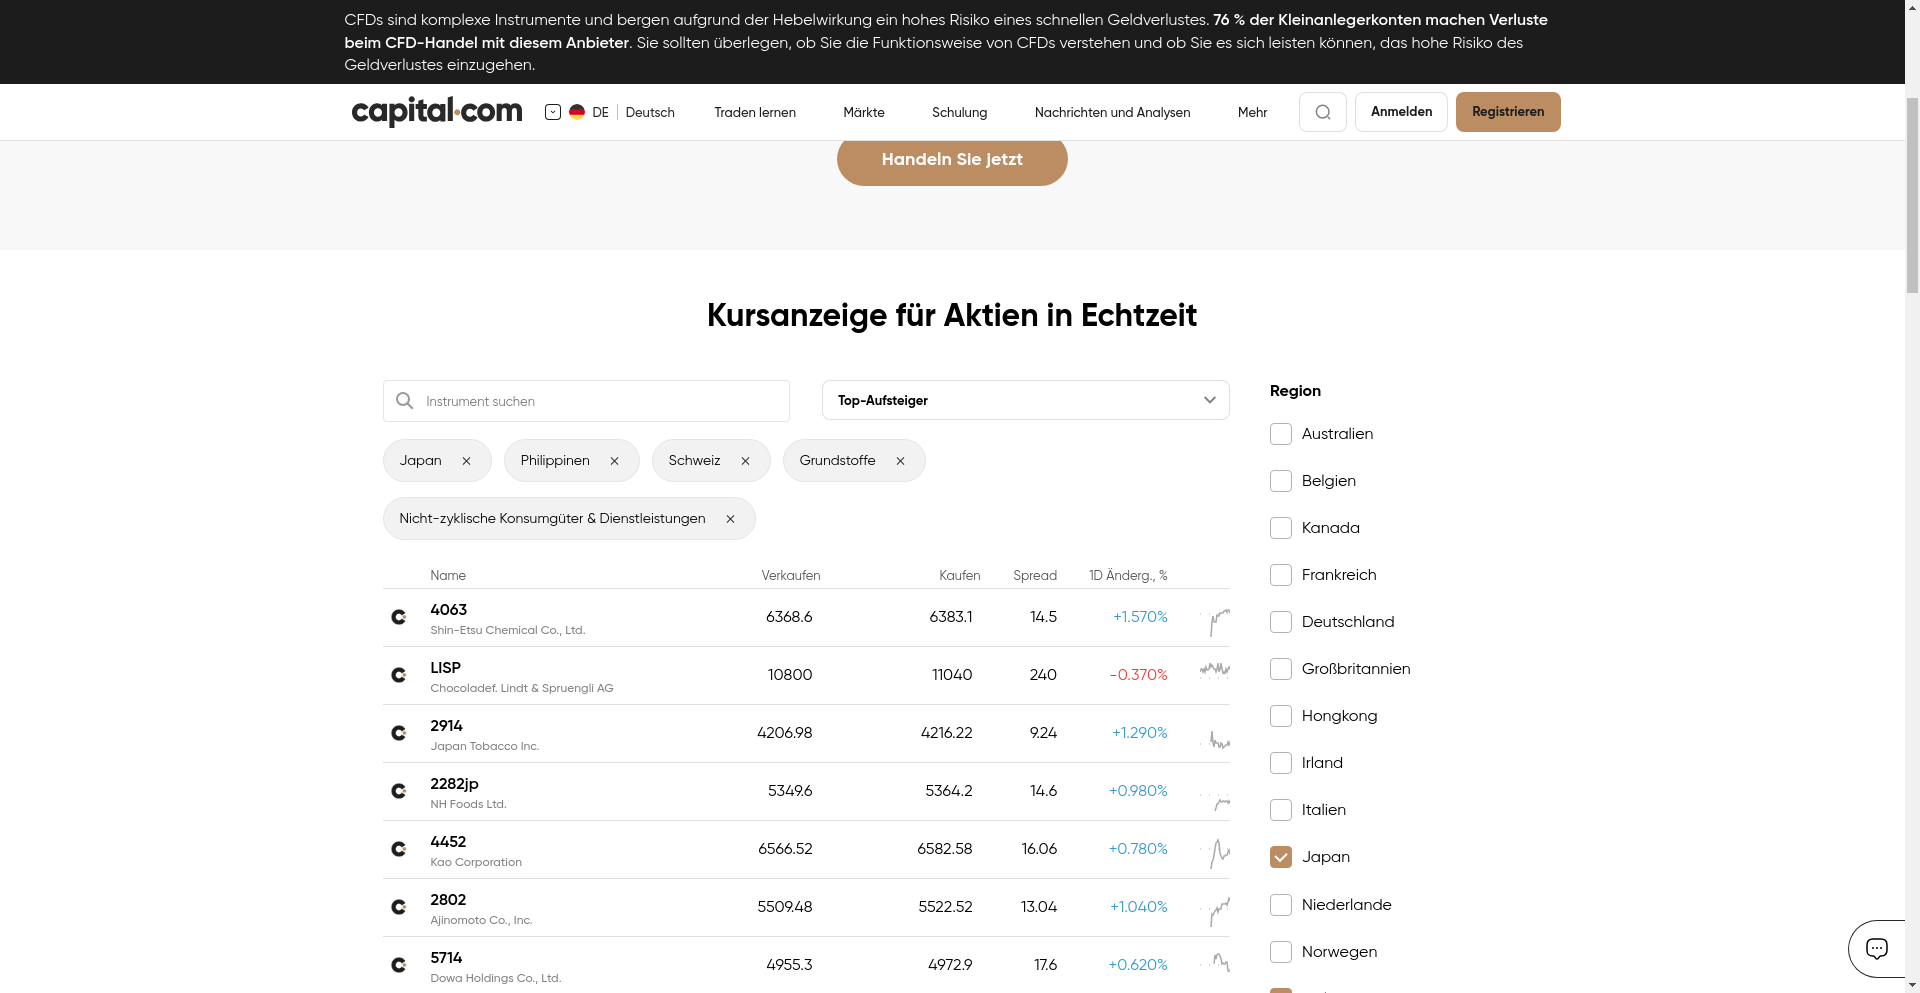 CFDs sind komplexe Instrumente und bergen aufgrund der Hebelwirkung ein hohes Risiko eines schnellen Geldverlustes. 76 % der Kleinanlegerkonten machen Verluste
beim CFD-Handel mit diesem Anbieter. Sie sollten überlegen, ob Sie die Funktionsweise von CFDs verstehen und ob Sie es sich leisten können, das hohe Risiko des
Geldverlustes einzugehen.
capital.com
DE Deutsch
Traden lernen
Märkte
Schulung
Nachrichten und Analysen
Mehr
Anmelden
Registrieren
Handeln Sie jetzt
Kursanzeige für Aktien in Echtzeit
Instrument suchen
Top-Aufsteiger
Japan
Philippinen
Schweiz
Grundstoffe
Nicht-zyklische Konsumgüter & Dienstleistungen
Name Verkaufen Kaufen Spread 1D Änderg., %
4063 6368.6 6383.1 14.5 +1.570%
Shin-Etsu Chemical Co., Ltd.
LISP 10800 11040 240 -0.370%
Chocoladef. Lindt & Spruengli AG
2914 4206.98 4216.22 9.24 +1.290%
Japan Tobacco Inc.
2282jp 5349.6 5364.2 14.6 +0.980%
NH Foods Ltd.
4452 6566.52 6582.58 16.06 +0.780%
Kao Corporation
2802 5509.48 5522.52 13.04 +1.040%
Ajinomoto Co., Inc.
5714 4955.3 4972.9 17.6 +0.620%
Dowa Holdings Co., Ltd.
Region
Australien
Belgien
Kanada
Frankreich
Deutschland
Großbritannien
Hongkong
Irland
Italien
Japan
Niederlande
Norwegen